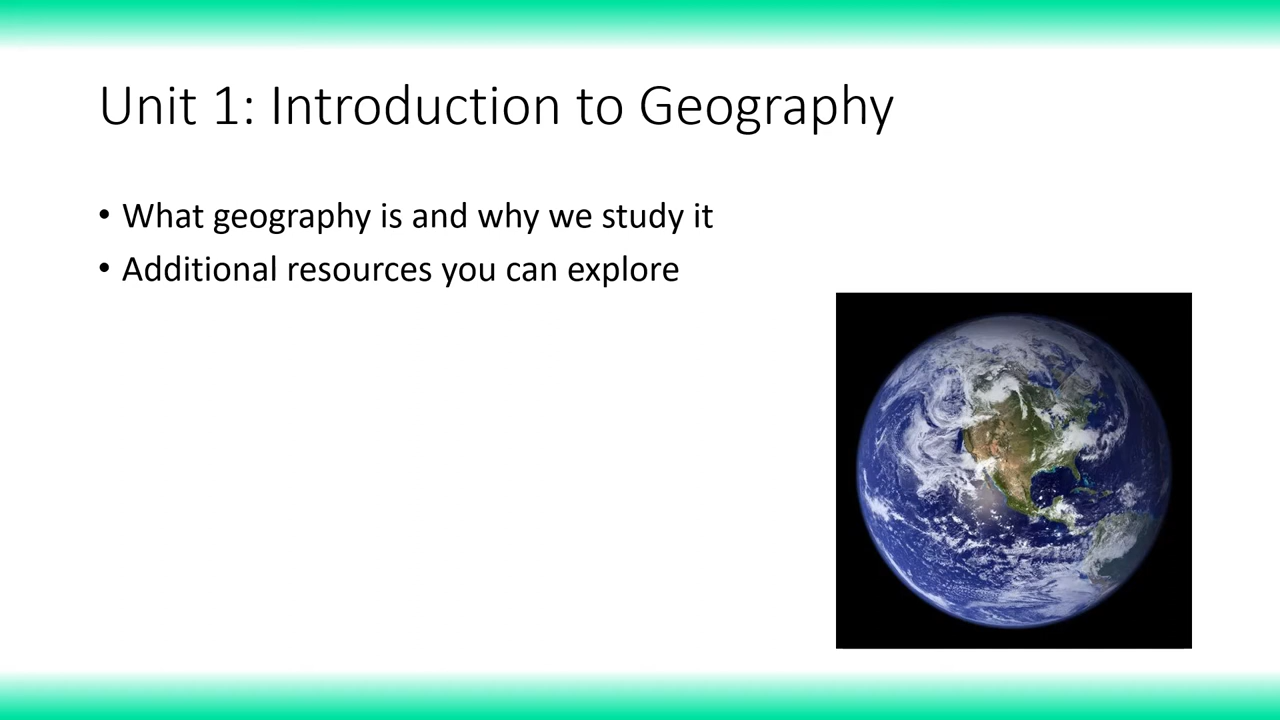 Unit 1: Introduction to Geography
• What geography is and why we study it
• Additional resources you can explore